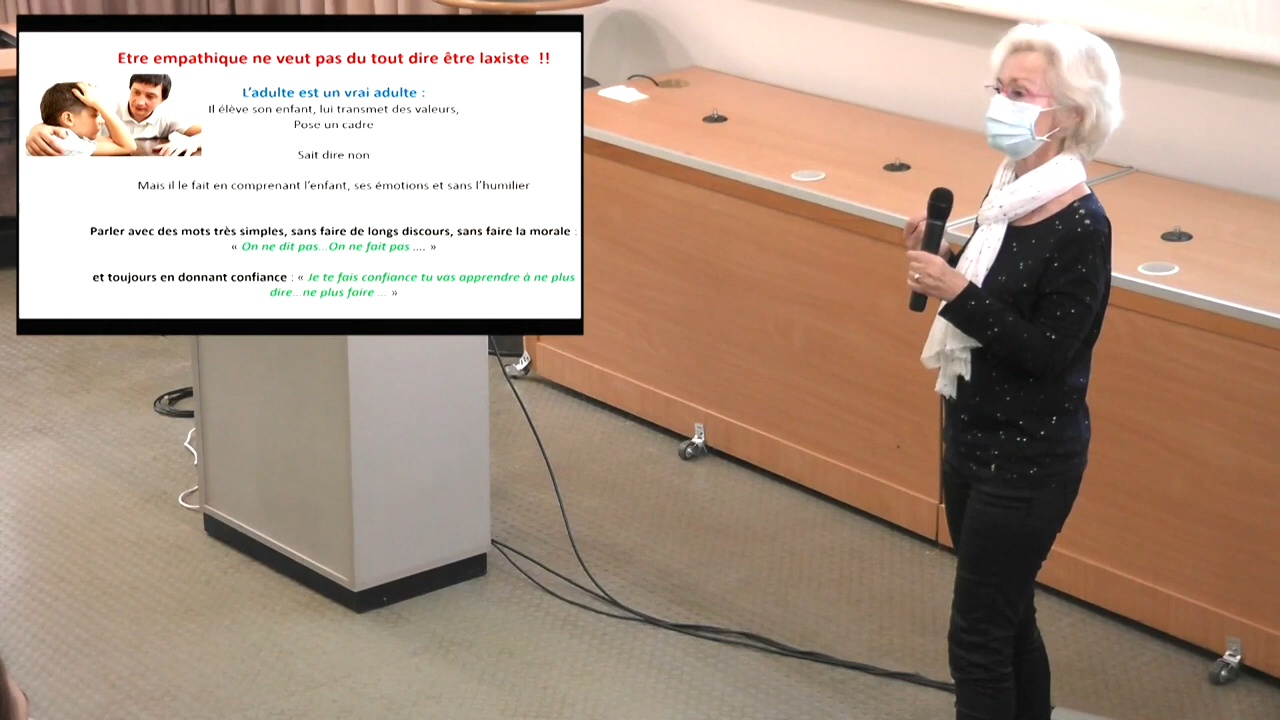 Etre empathique ne veut pas du tout dire être laxiste !!
L'adulte est un vrai adulte :
Il élève son enfant, lui transmet des valeurs,
Pose un cadre
Sait dire non
Mais il le fait en comprenant l'enfant, ses émotions et sans l'humilier
Parler avec des mots très simples, sans faire de longs discours, sans faire la morale :
« On ne dit pas...On ne fait pas .... »
et toujours en donnant confiance : « Je te fais confiance tu vas apprendre à ne plus
dire...ne plus faire ... »